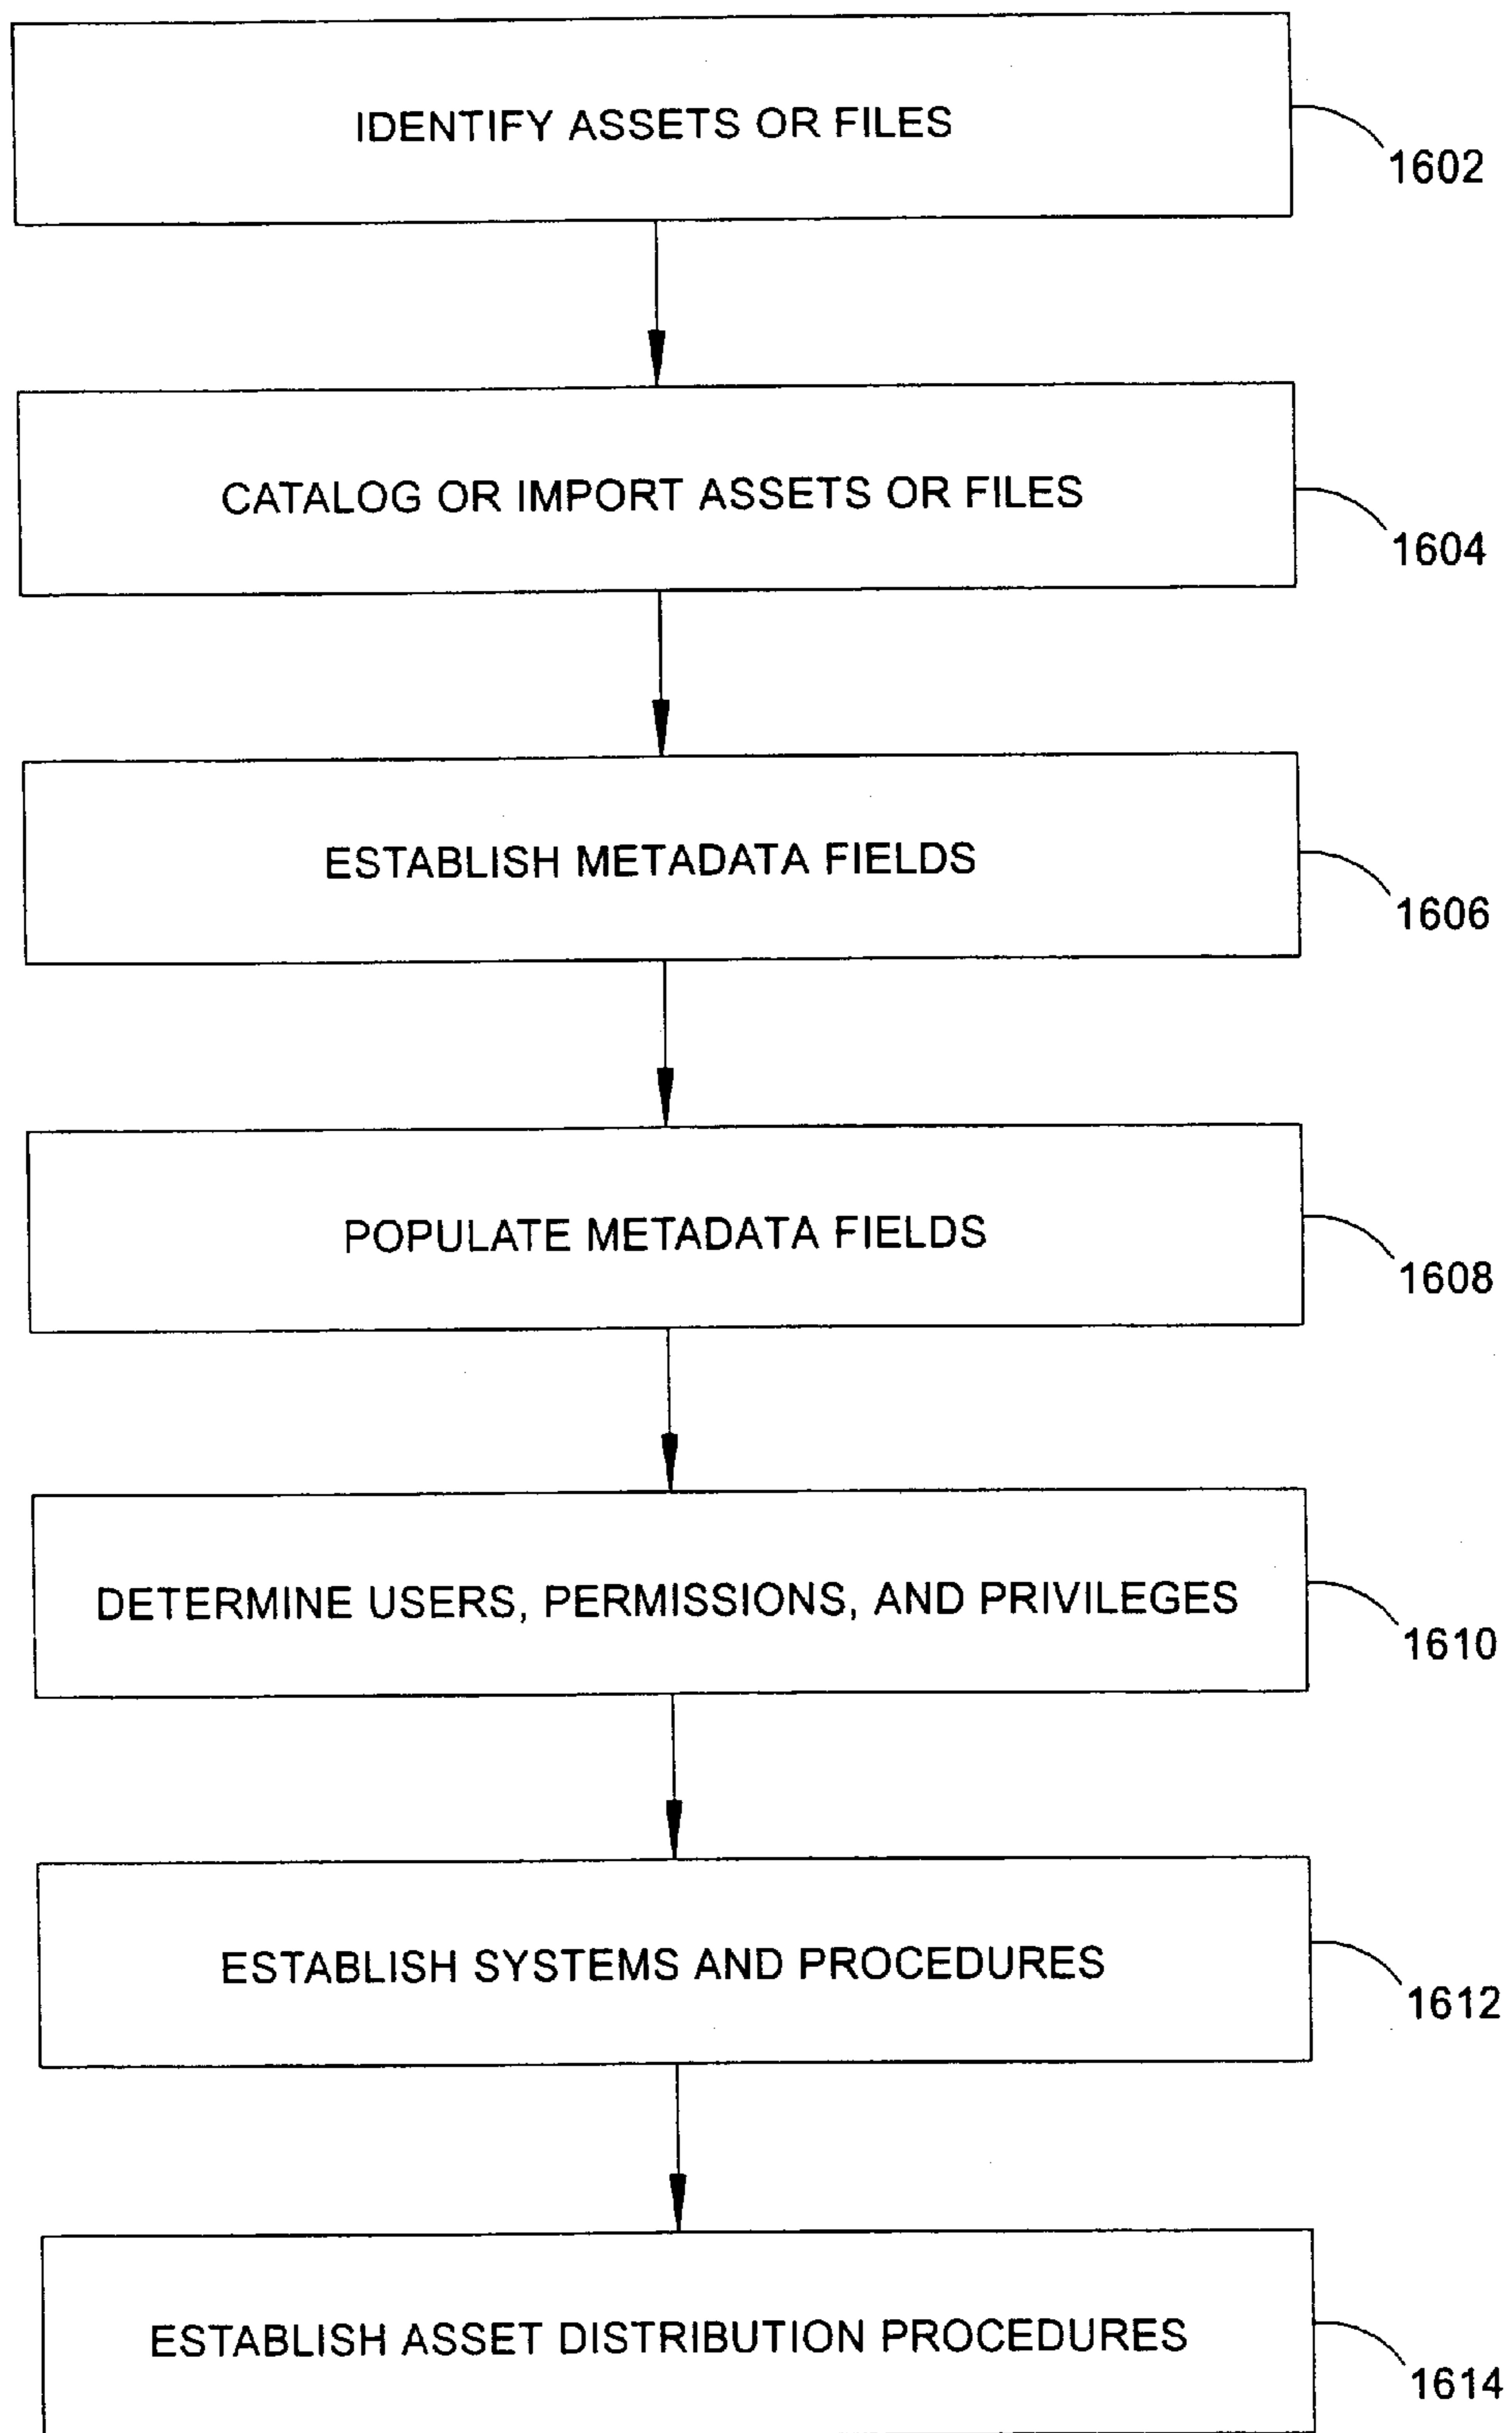 IDENTIFY ASSETS OR FILES
1602
CATALOG OR IMPORT ASSETS OR FILES
1604
ESTABLISH METADATA FIELDS
1606
POPULATE METADATA FIELDS
1608
DETERMINE USERS, PERMISSIONS, AND PRIVILEGES
1610
ESTABLISH SYSTEMS AND PROCEDURES
1612
ESTABLISH ASSET DISTRIBUTION PROCEDURES
1614